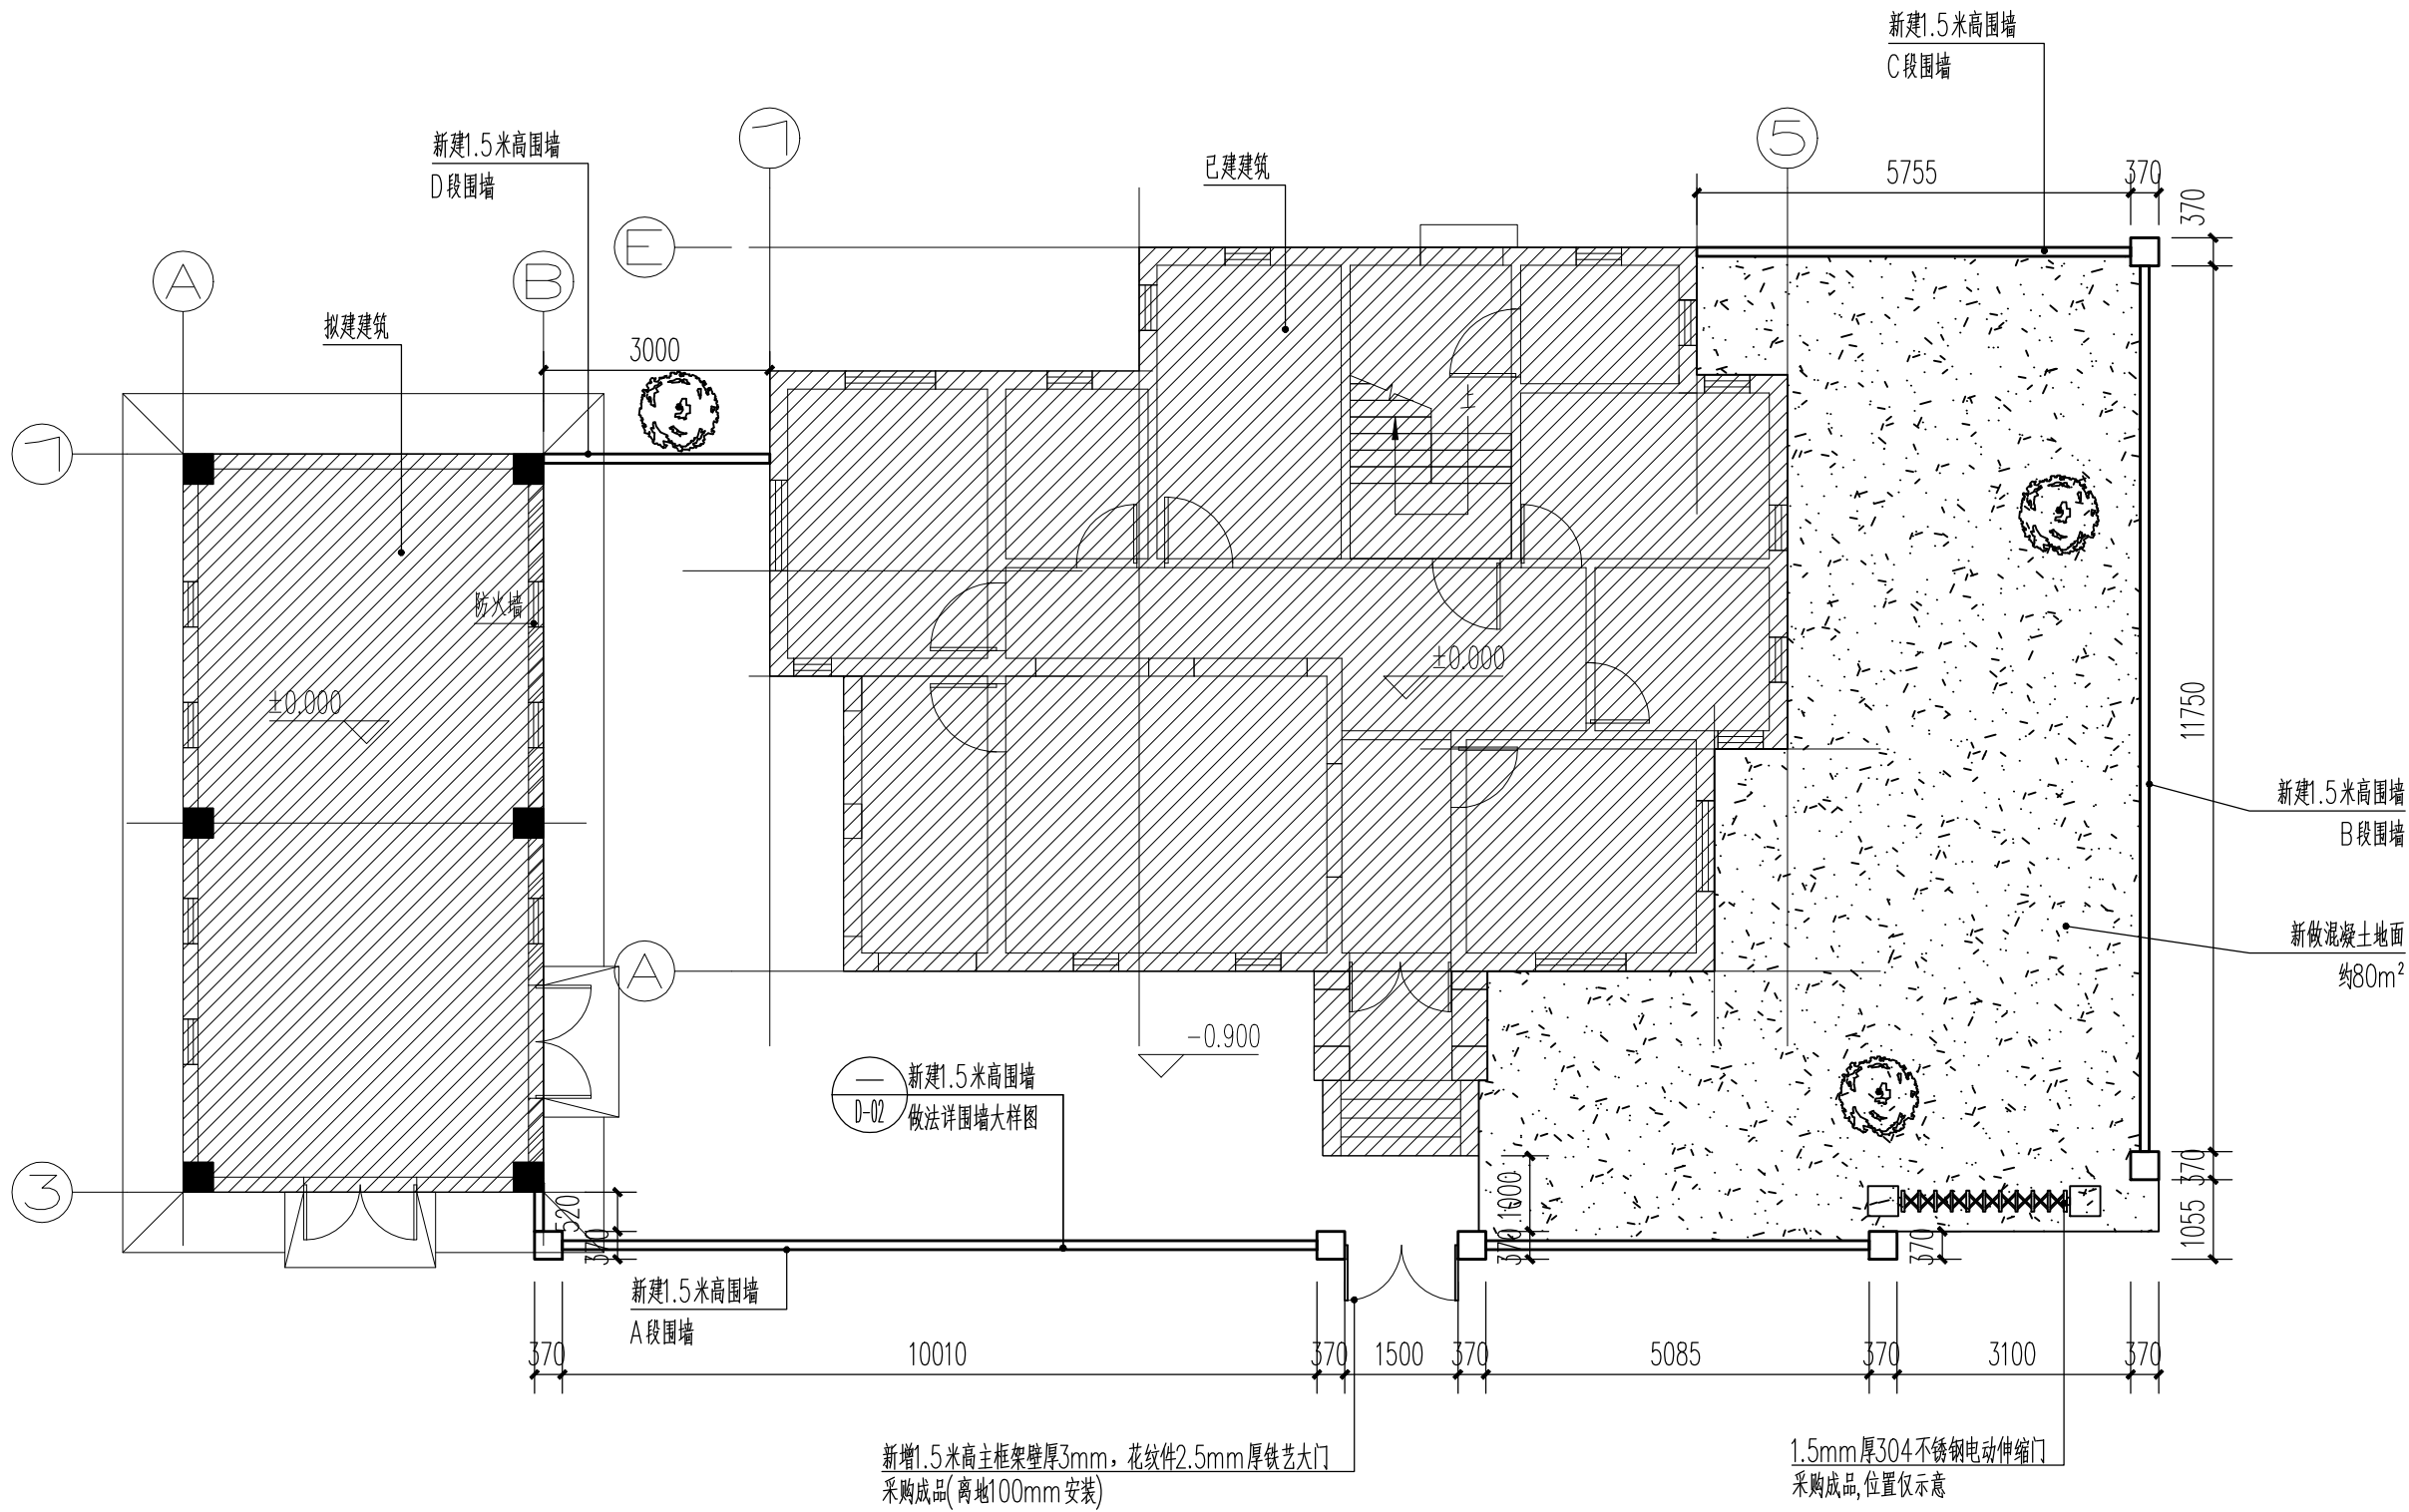 新建1.5米高围墙
C段围墙
新建1.5米高围墙
D段围墙
1
5
已建建筑
5755
370
370
E
A
B
拟建建筑
3000
1
上
防火墙
±0.000
±0.000
11750
新建1.5米高围墙
B段围墙
新做混凝土地面
约80m²
A
-0.900
一
D-02
新建1.5米高围墙
做法详围墙大样图
3
520
370
1000
370
370
370
1055
新建1.5米高围墙
A段围墙
370
10010
370
1500
370
5085
370
3100
370
新增1.5米高主框架壁厚3mm，花纹件2.5mm厚铁艺大门
采购成品(离地100mm安装)
1.5mm厚304不锈钢电动伸缩门
采购成品,位置仅示意